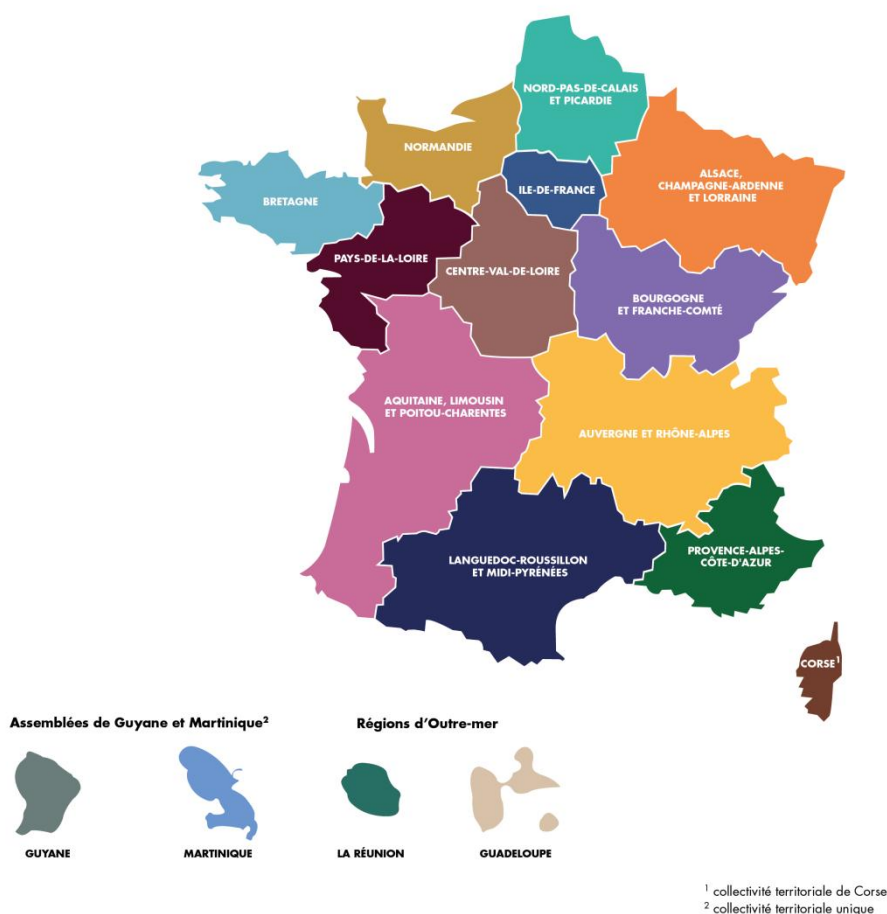 NORD-PAS-DE-CALAIS
ET PICARDIE
NORMANDIE
ILE-DE-FRANCE
ALSACE,
CHAMPAGNE-ARDENNE
ET LORRAINE
BRETAGNE
PAYS-DE-LA-LOIRE
CENTRE-VAL-DE-LOIRE
BOURGOGNE
ET FRANCHE-COMTÉ
AQUITAINE, LIMOUSIN
ET POITOU-CHARENTES
AUVERGNE ET RHÔNE-ALPES
LANGUEDOC-ROUSSILLON
ET MIDI-PYRÉNÉES
PROVENCE-ALPES-
CÔTE-D'AZUR
CORSE¹
Assemblées de Guyane et Martinique²
Régions d'Outre-mer
GUYANE
MARTINIQUE
LA RÉUNION
GUADELOUPE
¹ collectivité territoriale de Corse
² collectivité territoriale unique